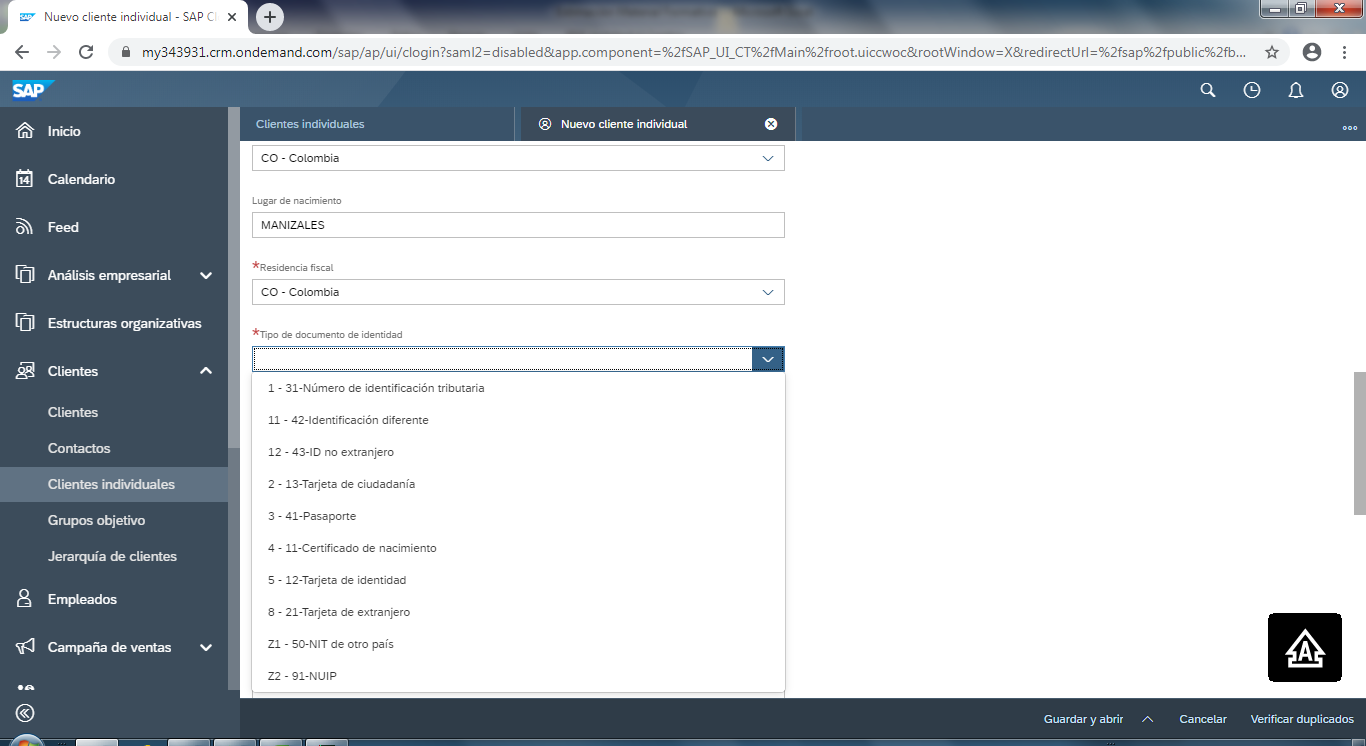 Nuevo cliente individual - SAP Cl
my343931.crm.ondemand.com/sap/ap/ui/clogin?saml2=disabled&app.component=%2fSAP_UI_CT%2fMain%2froot.uiccwoc&rootWindow=X&redirectUrl=%2fsap%2fpublic%2fb...
SAP
Inicio
Calendario
14
Feed
Análisis empresarial
Estructuras organizativas
Clientes
Clientes
Contactos
Clientes individuales
Grupos objetivo
Jerarquía de clientes
Empleados
Campaña de ventas
Clientes individuales
Nuevo cliente individual
CO - Colombia
Lugar de nacimiento
MANIZALES
*Residencia fiscal
CO - Colombia
*Tipo de documento de identidad
1 - 31-Número de identificación tributaria
11 - 42-Identificación diferente
12 - 43-ID no extranjero
2 - 13-Tarjeta de ciudadanía
3 - 41-Pasaporte
4 - 11-Certificado de nacimiento
5 - 12-Tarjeta de identidad
8 - 21-Tarjeta de extranjero
Z1 - 50-NIT de otro país
Z2 - 91-NUIP
A
Guardar y abrir
Cancelar
Verificar duplicados